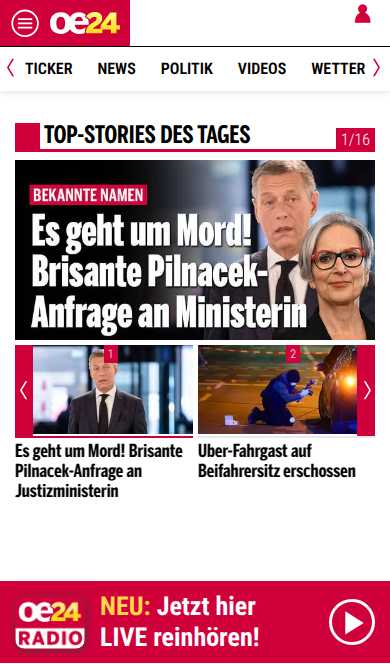 oe24
TICKER NEWS POLITIK VIDEOS WETTER
TOP-STORIES DES TAGES
1/16
BEKANNTE NAMEN
Es geht um Mord!
Brisante Pilnacek-
Anfrage an Ministerin
1
2
Es geht um Mord! Brisante
Pilnacek-Anfrage an
Justizministerin
Uber-Fahrgast auf
Beifahrersitz erschossen
oe24
RADIO
NEU: Jetzt hier
LIVE reinhören!